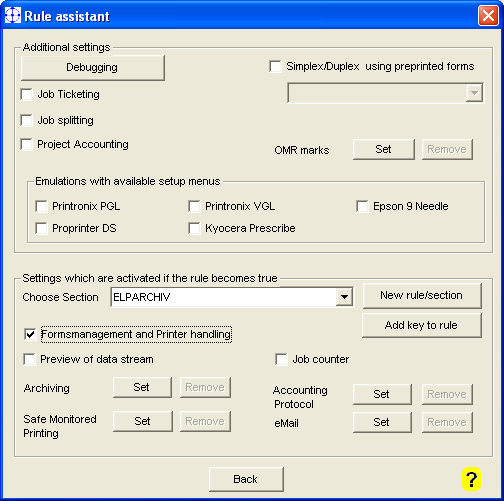 Rule assistant
Additional settings
Debugging
Simplex/Duplex using preprinted forms
Job Ticketing
Job splitting
Project Accounting
OMR marks Set Remove
Emulations with available setup menus
Printronix PGL Printronix VGL Epson 9 Needle
Proprinter DS Kyocera Prescribe
Settings which are activated if the rule becomes true
Choose Section ELPARCHIV New rule/section
Add key to rule
Formsmanagement and Printer handling
Preview of data stream Job counter
Archiving Set Remove
Accounting
Protocol Set Remove
Safe Monitored
Printing Set Remove
eMail Set Remove
Back ?